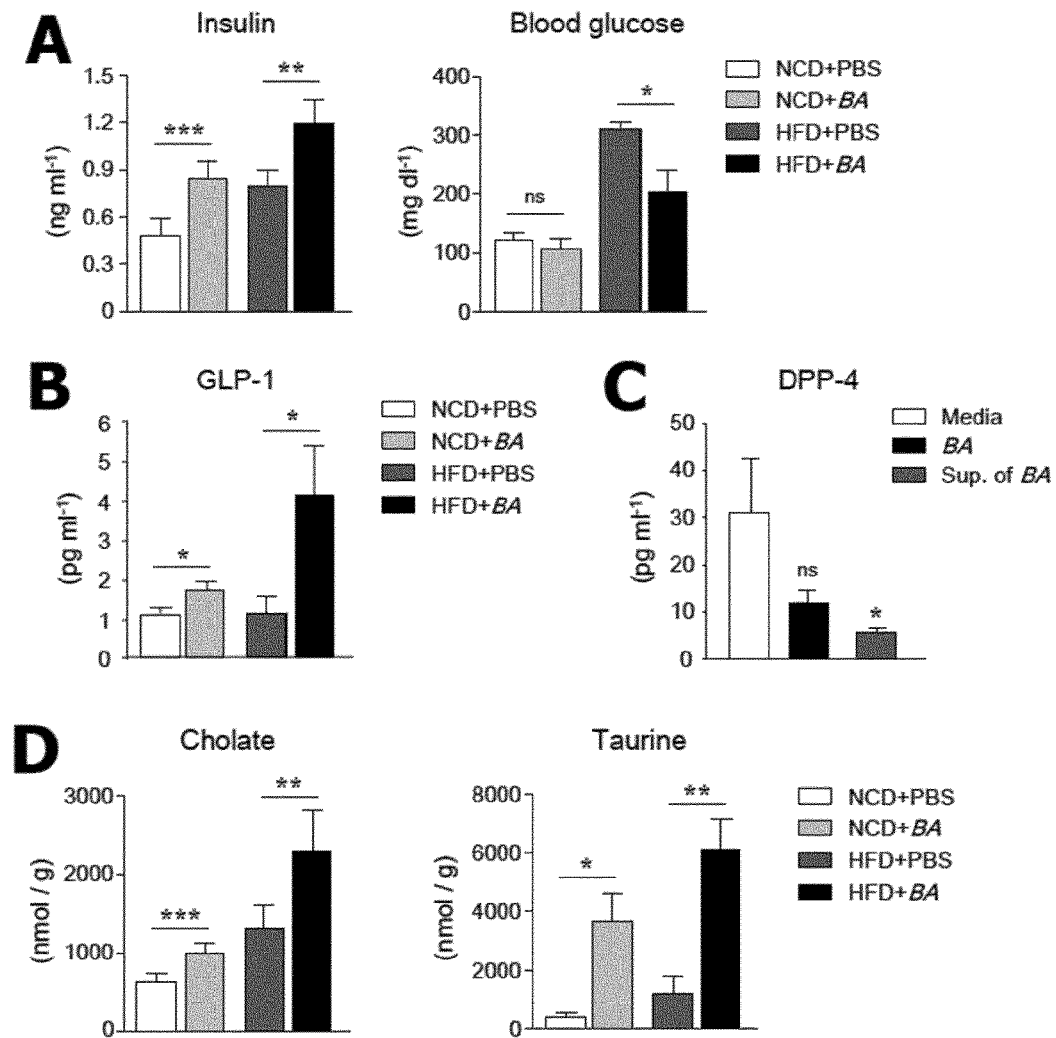 A
Insulin
Blood glucose
1.5
1.2
0.9
0.6
0.3
0
(ng ml-1)
***
**
400
300
200
100
0
(mg dl-1)
ns
*
NCD+PBS
NCD+BA
HFD+PBS
HFD+BA
B
GLP-1
6
5
4
3
2
1
0
(pg ml-1)
*
*
NCD+PBS
NCD+BA
HFD+PBS
HFD+BA
C
DPP-4
50
40
30
20
10
0
(pg ml-1)
ns
*
Media
BA
Sup. of BA
D
Cholate
Taurine
3000
2000
1000
0
(nmol / g)
***
**
8000
6000
4000
2000
0
(nmol / g)
*
**
NCD+PBS
NCD+BA
HFD+PBS
HFD+BA